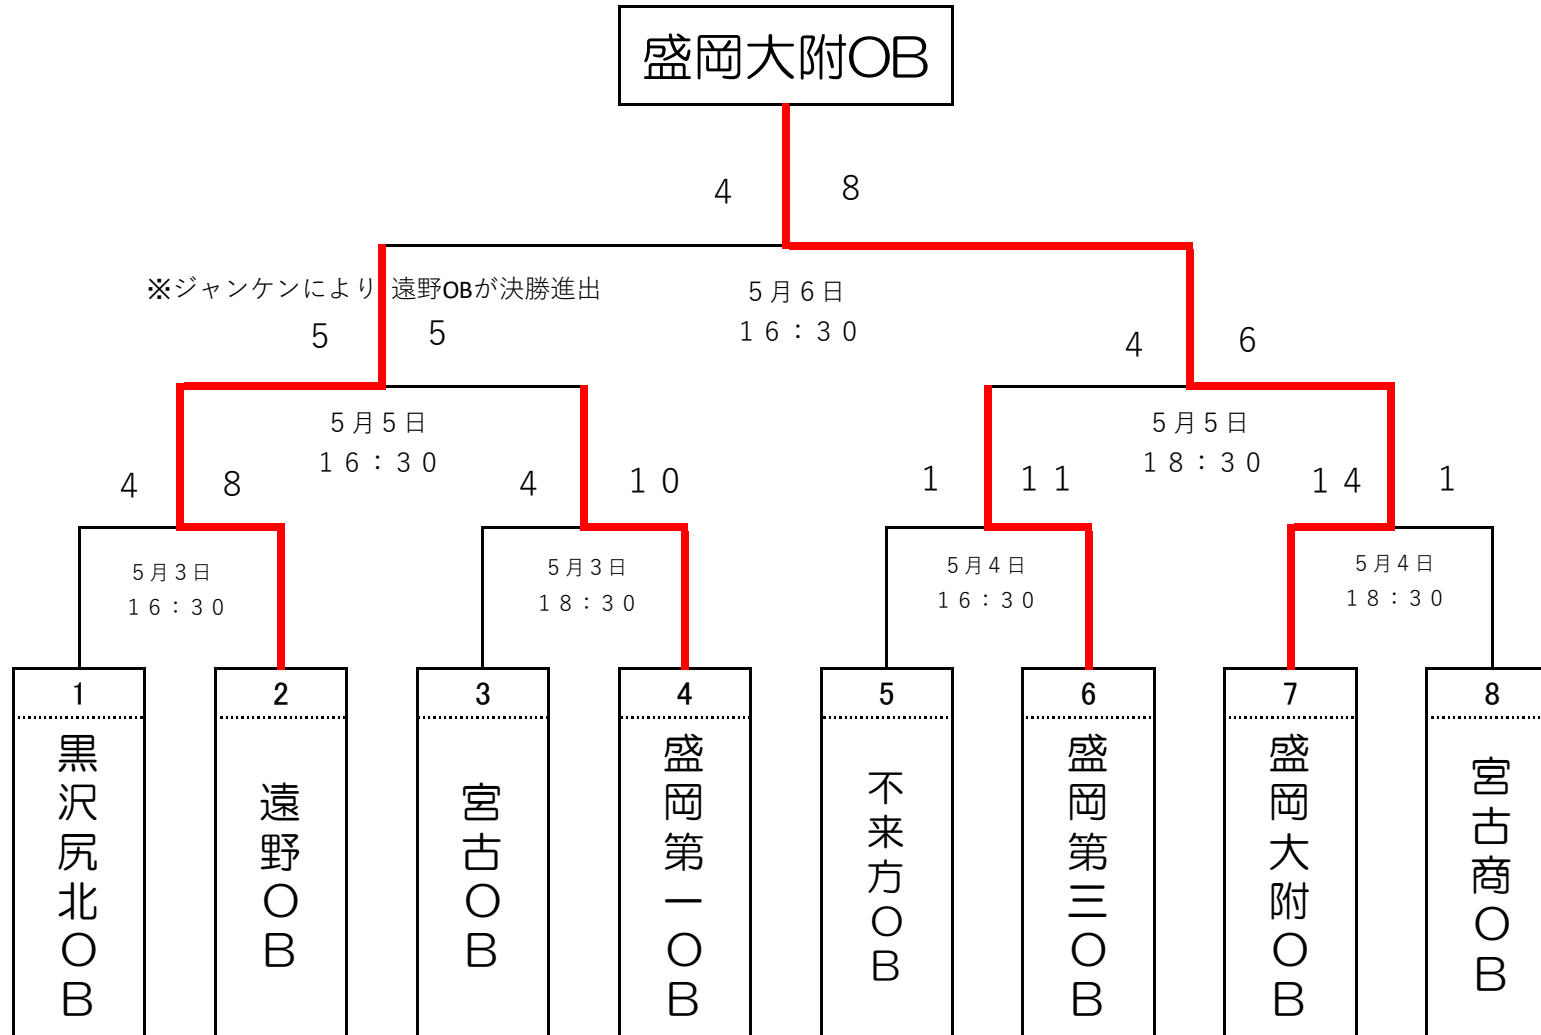 盛岡大附OB
4
8
※ジャンケンにより 遠野OBが決勝進出
5月6日
16:30
5
5
4
6
5月5日
16:30
5月5日
18:30
4
8
4
10
1
11
14
1
5月3日
16:30
5月3日
18:30
5月4日
16:30
5月4日
18:30
1
2
3
4
5
6
7
8
黒沢尻北OB
遠野OB
宮古OB
盛岡第一OB
不来方OB
盛岡第三OB
盛岡大附OB
宮古商OB